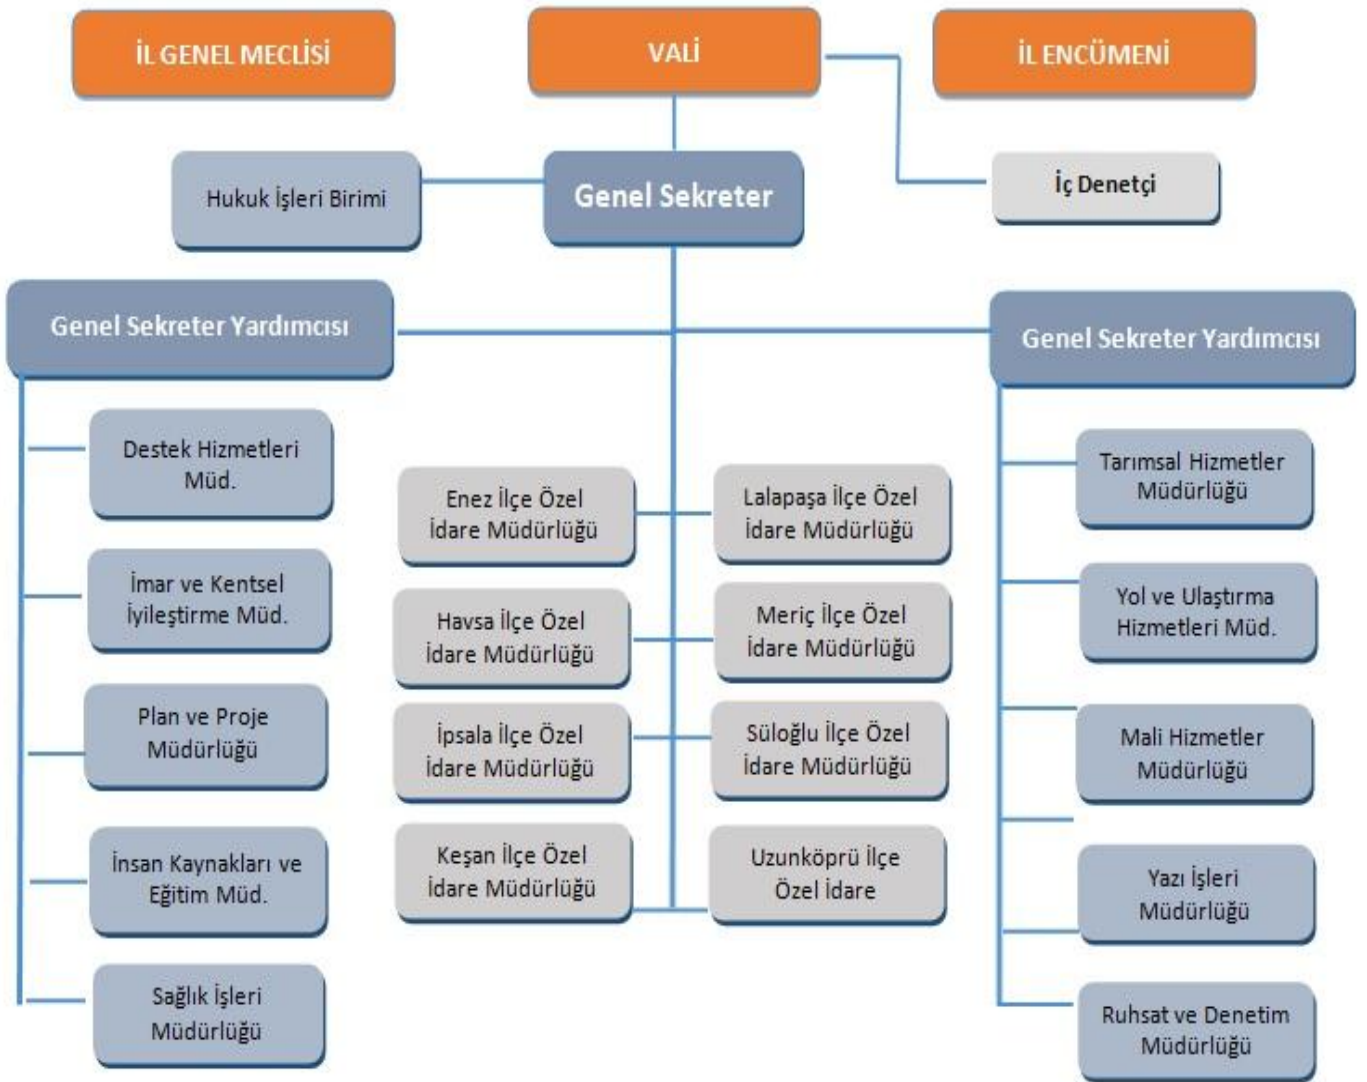 İL GENEL MECLİSİ
VALİ
İL ENCÜMENİ
Hukuk İşleri Birimi
Genel Sekreter
İç Denetçi
Genel Sekreter Yardımcısı
Genel Sekreter Yardımcısı
Destek Hizmetleri
Müd.
İmar ve Kentsel
İyileştirme Müd.
Plan ve Proje
Müdürlüğü
İnsan Kaynakları ve
Eğitim Müd.
Sağlık İşleri
Müdürlüğü
Enez İlçe Özel
İdare Müdürlüğü
Havsa İlçe Özel
İdare Müdürlüğü
İpsala İlçe Özel
İdare Müdürlüğü
Keşan İlçe Özel
İdare Müdürlüğü
Lalapaşa İlçe Özel
İdare Müdürlüğü
Meriç İlçe Özel
İdare Müdürlüğü
Süloğlu İlçe Özel
İdare Müdürlüğü
Uzunköprü İlçe
Özel İdare
Tarımsal Hizmetler
Müdürlüğü
Yol ve Ulaştırma
Hizmetleri Müd.
Mali Hizmetler
Müdürlüğü
Yazı İşleri
Müdürlüğü
Ruhsat ve Denetim
Müdürlüğü